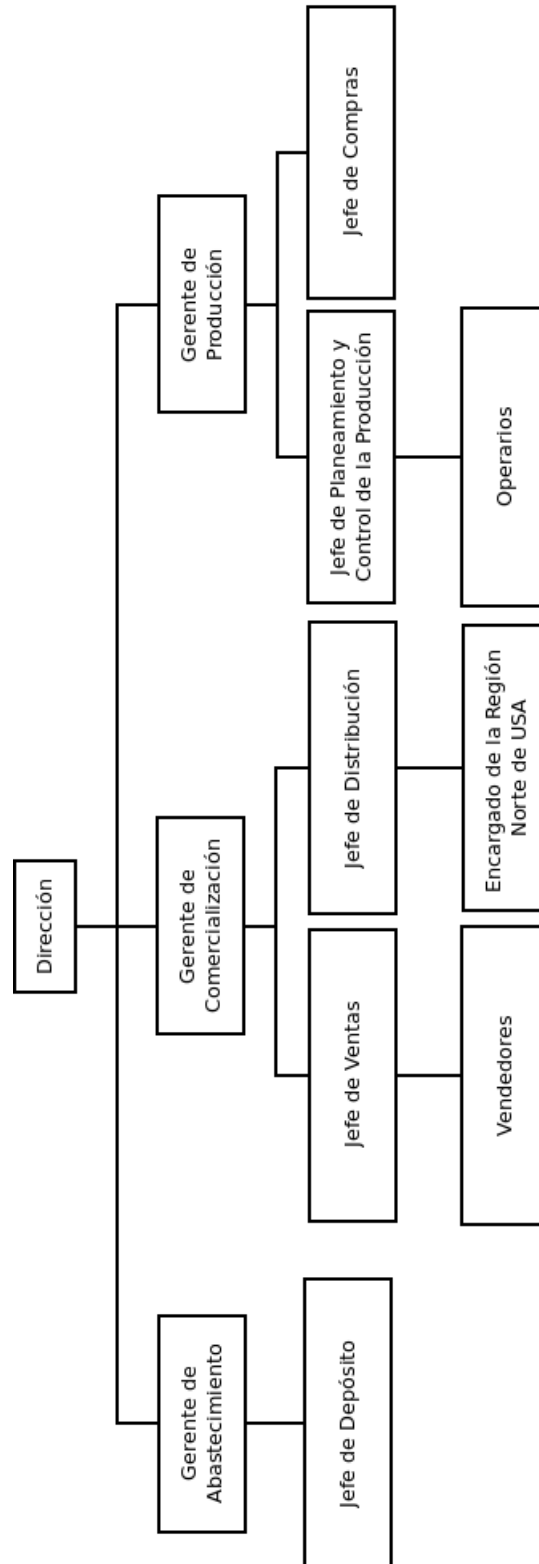 Dirección
Gerente de
Abastecimiento
Gerente de
Comercialización
Gerente de
Producción
Jefe de Depósito
Jefe de Ventas
Jefe de Distribución
Jefe de Planeamiento y
Control de la Producción
Jefe de Compras
Vendedores
Encargado de la Región
Norte de USA
Operarios